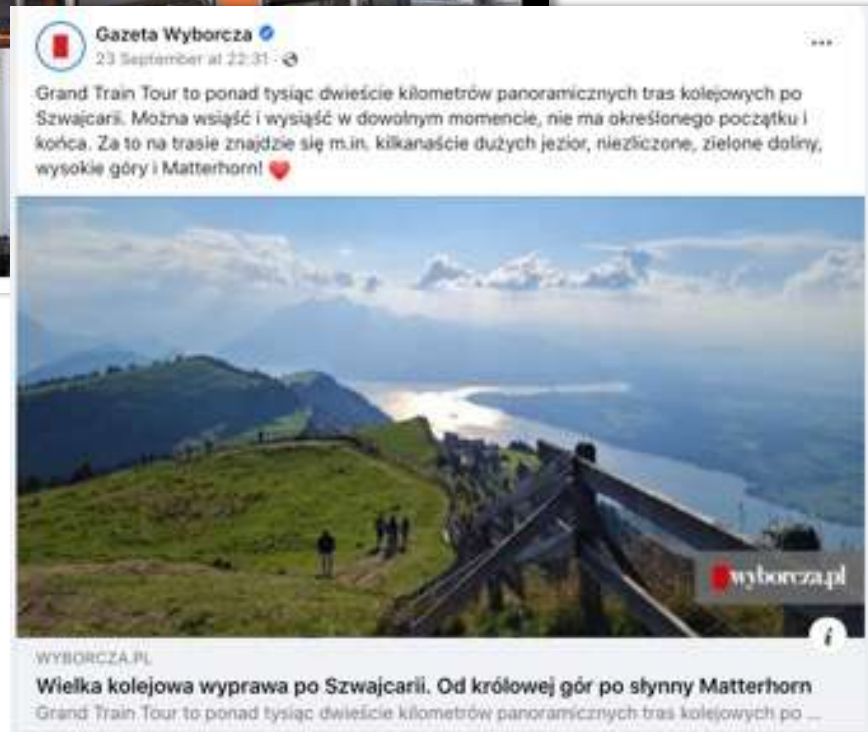 Gazeta Wyborcza
23 September at 22:31 ·
Grand Train Tour to ponad tysiąc dwieście kilometrów panoramicznych tras kolejowych po
Szwajcarii. Można wsiąść i wysiąść w dowolnym momencie, nie ma określonego początku i
końca. Za to na trasie znajdzie się m.in. kilkanaście dużych jezior, niezliczone, zielone doliny,
wysokie góry i Matterhorn! ❤️
wyborcza.pl
i
WYBORCZA.PL
Wielka kolejowa wyprawa po Szwajcarii. Od królowej gór po słynny Matterhorn
Grand Train Tour to ponad tysiąc dwieście kilometrów panoramicznych tras kolejowych po ...